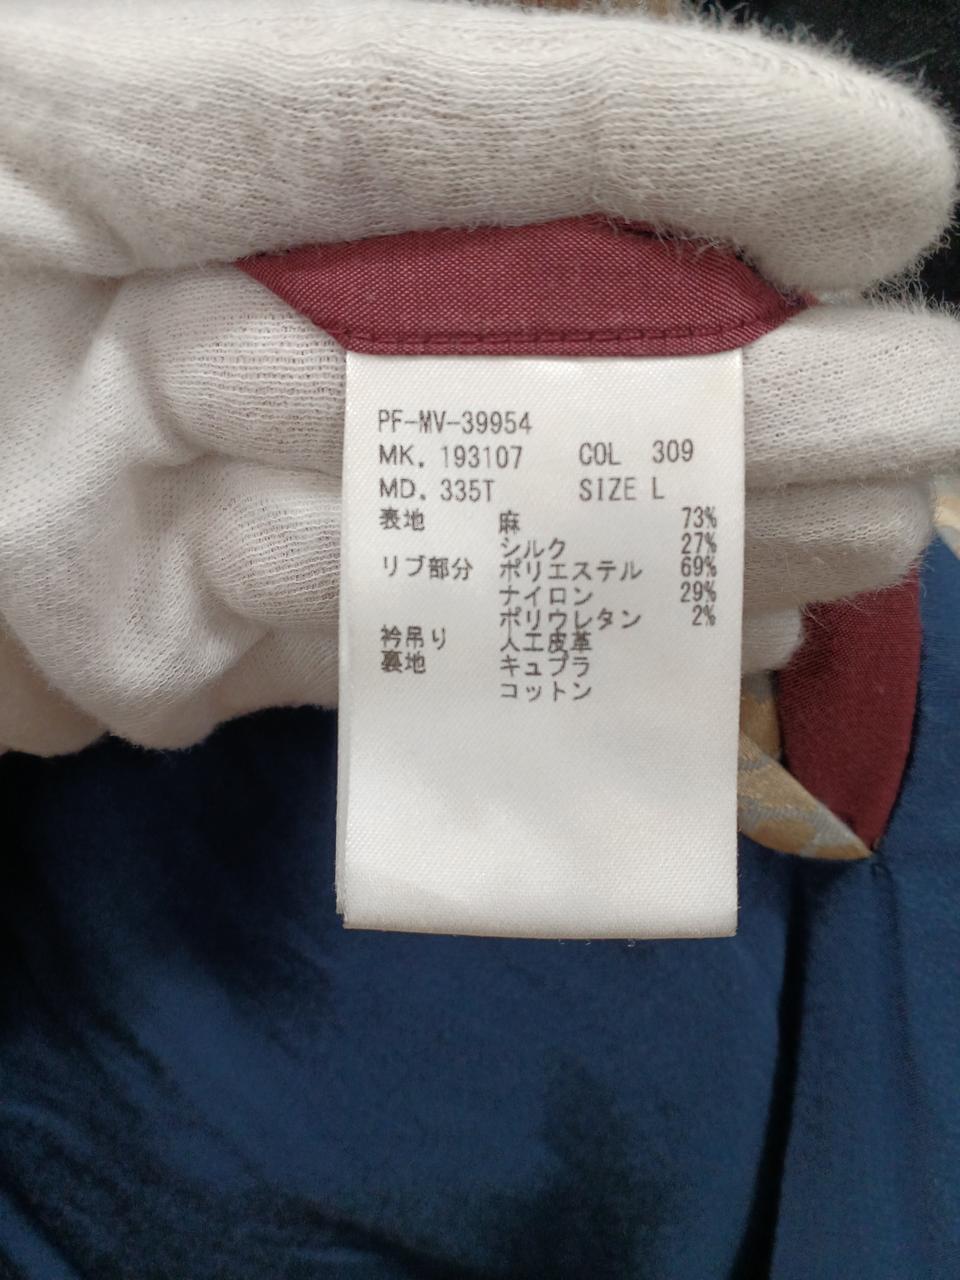 PF-MV-39954
MK. 193107 COL 309
MD. 335T SIZE L
表地 麻 73%
シルク 27%
リブ部分 ポリエステル 69%
ナイロン 29%
ポリウレタン 2%
衿吊り 人工皮革
裏地 キュプラ
コットン